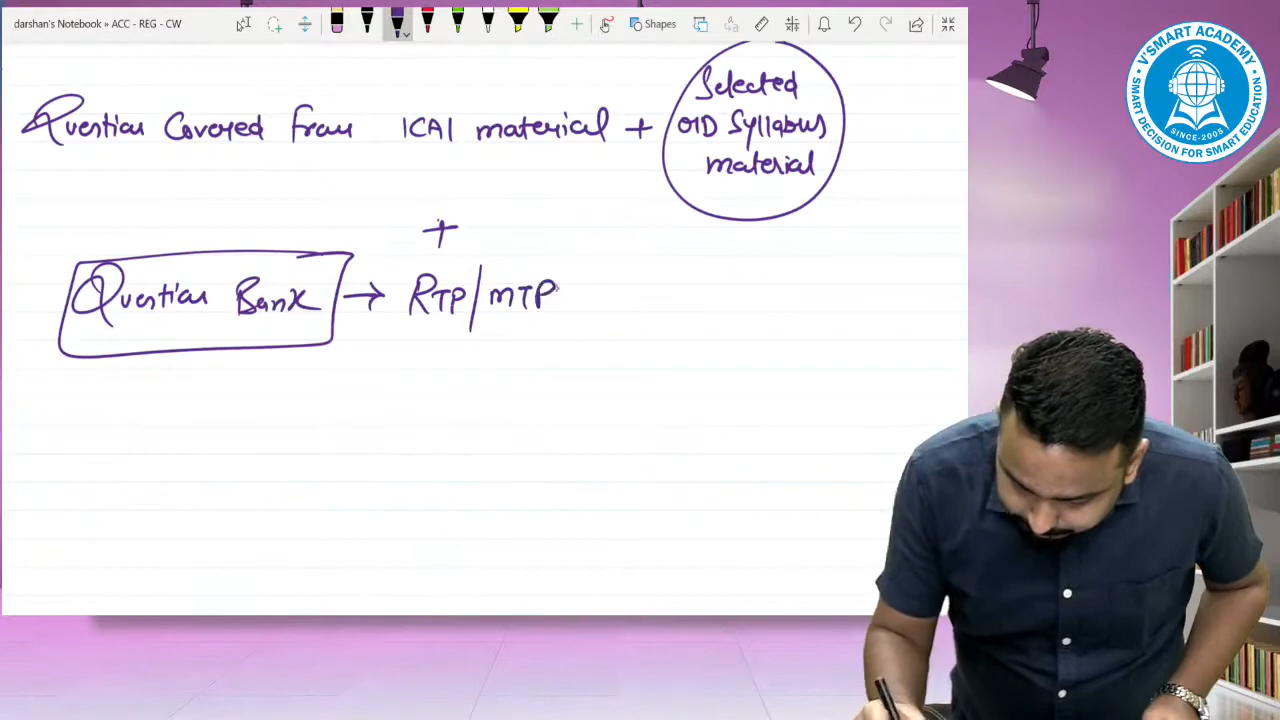 darshan's Notebook » ACC - REG - CW
Shapes
Question Covered from ICAI material + Selected
old Syllabus
material
+
Question Bank → RTP/MTP
V'SMART ACADEMY
SINCE-2005
SMART DECISION FOR SMART EDUCATION